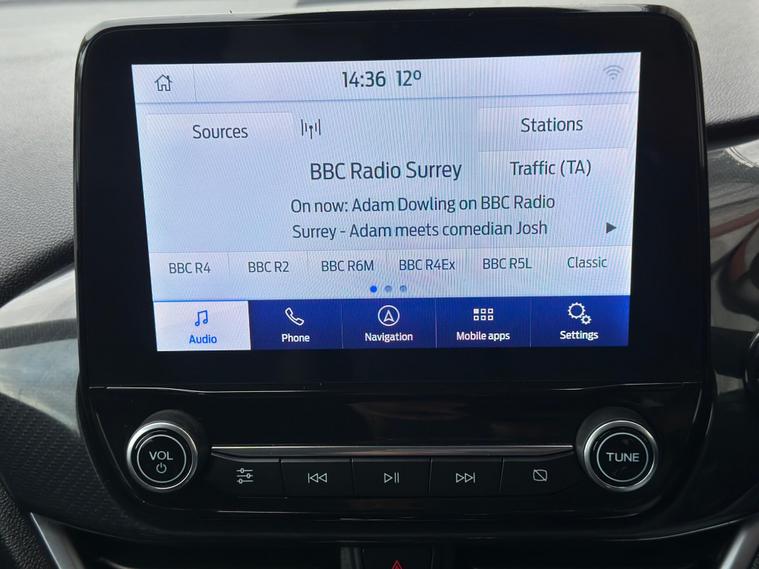 14:36 12º
Sources
Stations
BBC Radio Surrey
Traffic (TA)
On now: Adam Dowling on BBC Radio
Surrey - Adam meets comedian Josh
BBC R4 BBC R2 BBC R6M BBC R4Ex BBC R5L Classic
Audio Phone Navigation Mobile apps Settings
VOL
TUNE